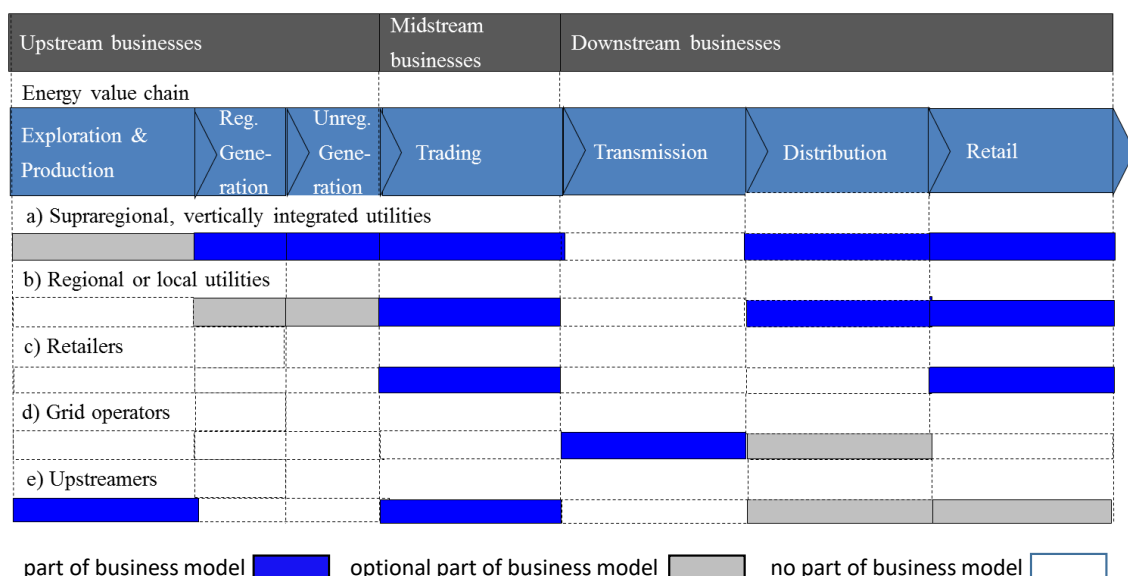 Upstream businesses
Midstream
businesses
Downstream businesses
Energy value chain
Exploration &
Production
Reg.
Gene-
ration
Unreg.
Gene-
ration
Trading
Transmission
Distribution
Retail
a) Supraregional, vertically integrated utilities
b) Regional or local utilities
c) Retailers
d) Grid operators
e) Upstreamers
part of business model
optional part of business model
no part of business model